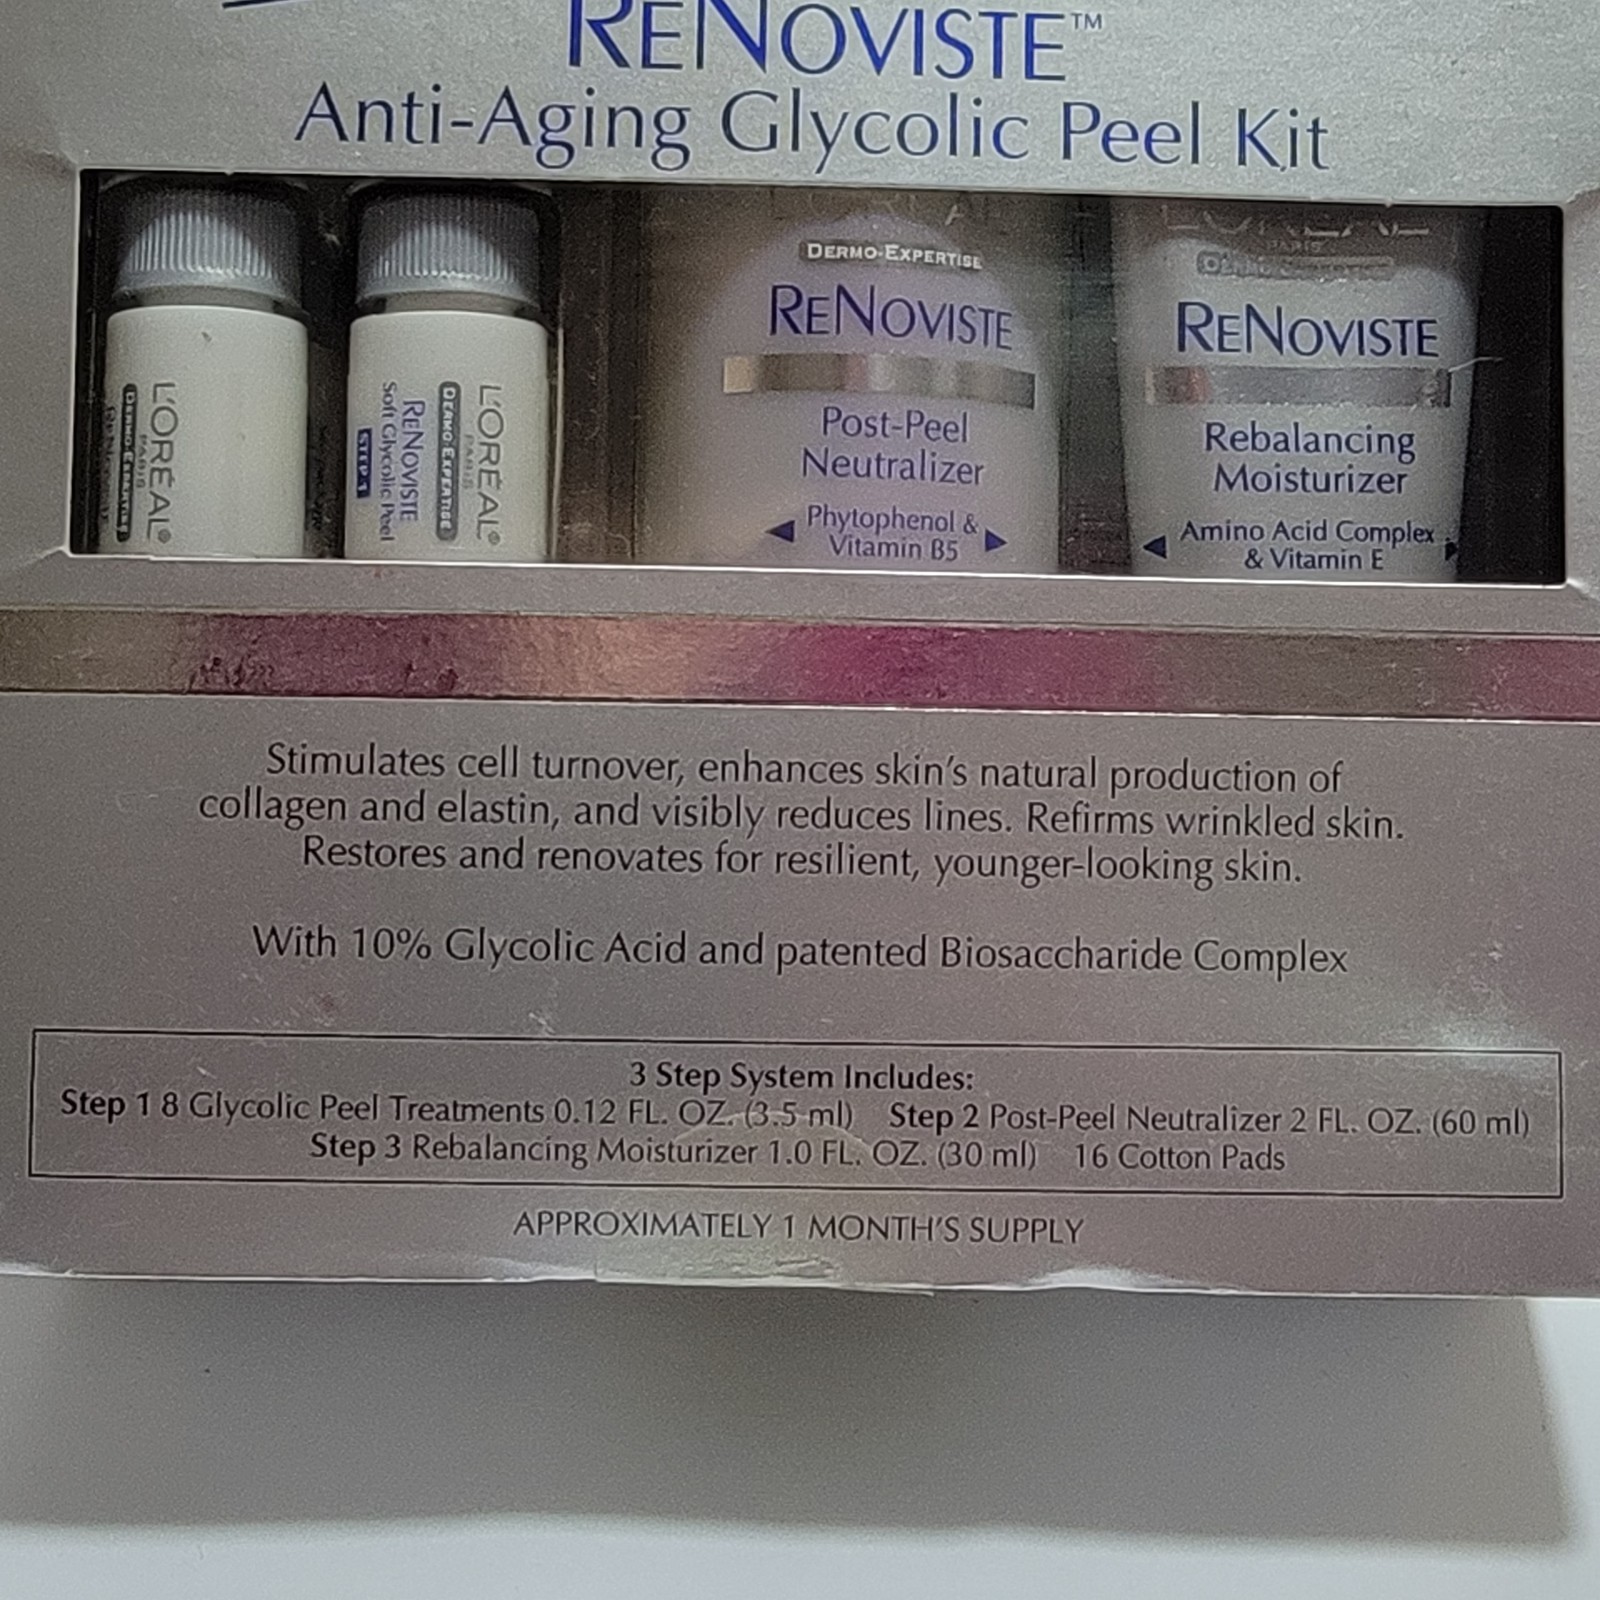 RENOVISTE™
Anti-Aging Glycolic Peel Kit
L'ORÉAL®
PARIS
DERMO-EXPERTISE
L'ORÉAL®
PARIS
DERMO-EXPERTISE
RENOVISTE
Soft Glycolic Peel
STEP 1
DERMO-EXPERTISE
RENOVISTE
Post-Peel
Neutralizer
Phytophenol &
Vitamin B5
L'ORÉAL
PARIS
RENOVISTE
Rebalancing
Moisturizer
Amino Acid Complex
& Vitamin E
Stimulates cell turnover, enhances skin's natural production of
collagen and elastin, and visibly reduces lines. Refirms wrinkled skin.
Restores and renovates for resilient, younger-looking skin.
With 10% Glycolic Acid and patented Biosaccharide Complex
3 Step System Includes:
Step 1 8 Glycolic Peel Treatments 0.12 FL. OZ. (3.5 ml) Step 2 Post-Peel Neutralizer 2 FL. OZ. (60 ml)
Step 3 Rebalancing Moisturizer 1.0 FL. OZ. (30 ml) 16 Cotton Pads
APPROXIMATELY 1 MONTH'S SUPPLY